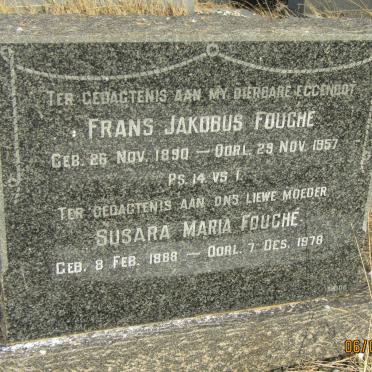 TER GEDAGTENIS AAN MY DIERBARE EGGENOOT
FRANS JAKOBUS FOUCHÉ
GEB. 26 NOV. 1890 — OORL. 29 NOV. 1957
PS. 14 VS 1.
TER GEDAGTENIS AAN ONS LIEWE MOEDER
SUSARA MARIA FOUCHÉ
GEB. 8 FEB. 1888 — OORL. 7 DES. 1978
06/